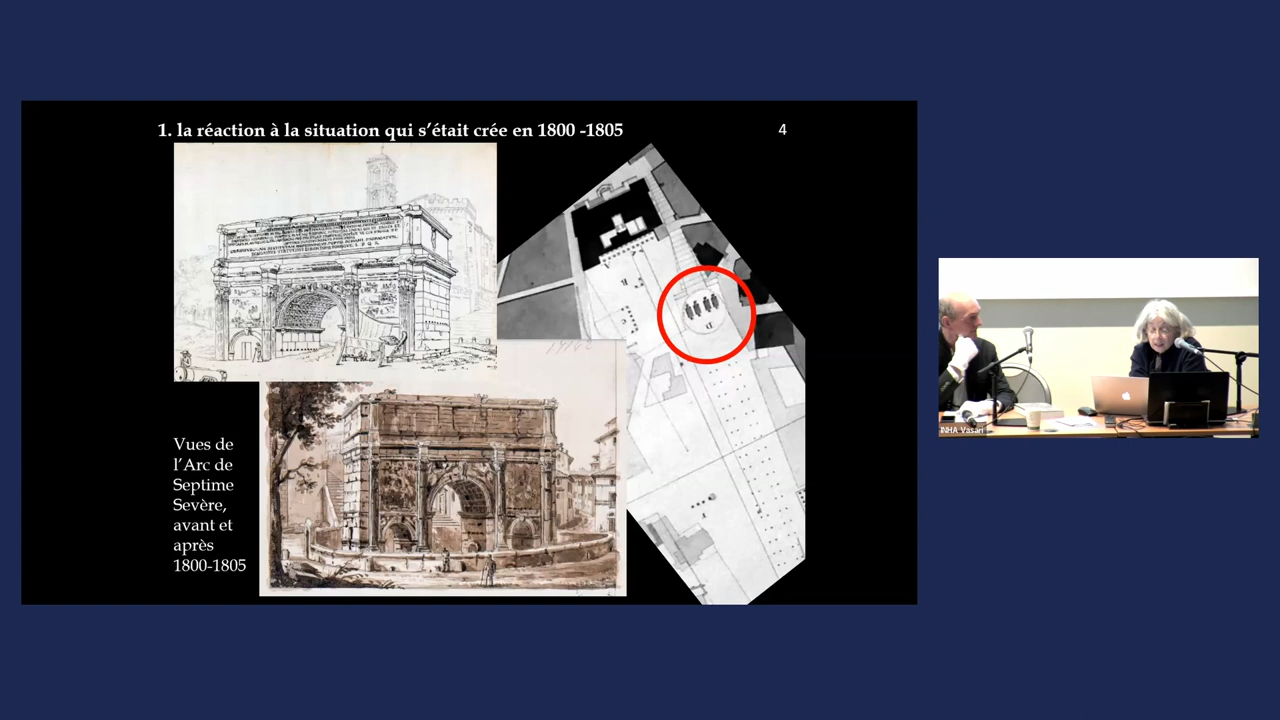 1. la réaction à la situation qui s'était crée en 1800 -1805
4
Vues de
l'Arc de
Septime
Sevère,
avant et
après
1800-1805
INHA-Vasari